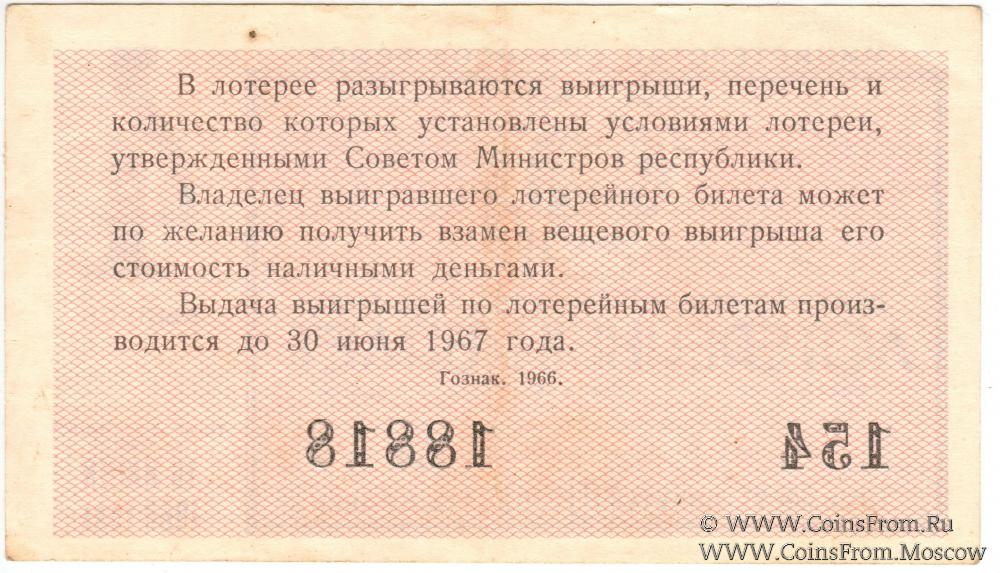 В лотерее разыгрываются выигрыши, перечень и
количество которых установлены условиями лотереи,
утвержденными Советом Министров республики.
Владелец выигравшего лотерейного билета может
по желанию получить взамен вещевого выигрыша его
стоимость наличными деньгами.
Выдача выигрышей по лотерейным билетам произ-
водится до 30 июня 1967 года.
Гознак. 1966.
18818 154
© WWW.CoinsFrom.Ru
WWW.CoinsFrom.Moscow